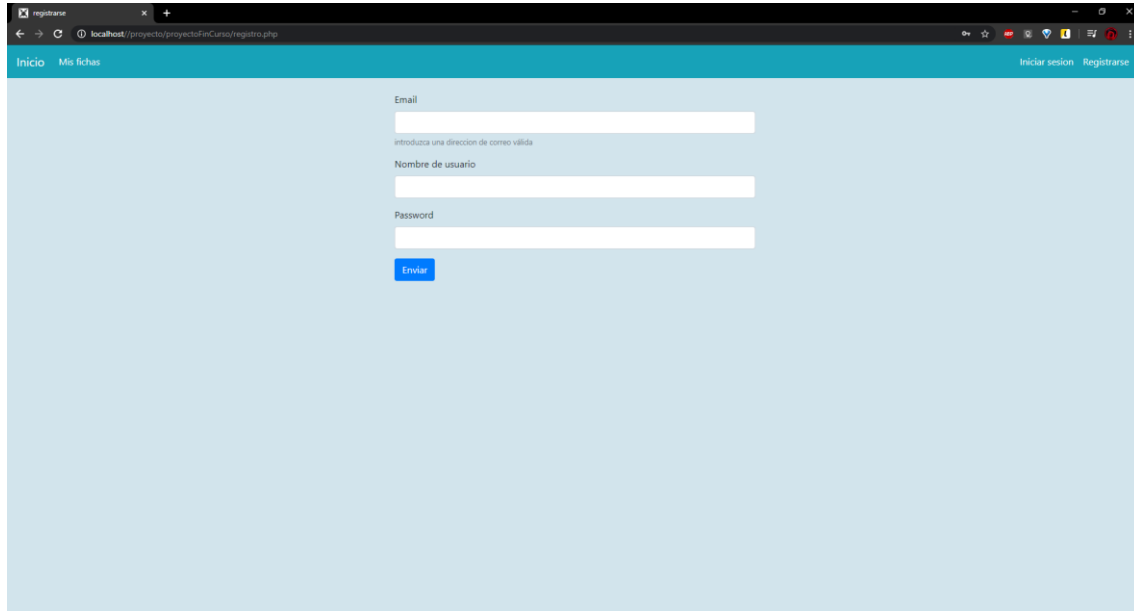 registrarse
localhost//proyecto/proyectoFinCurso/registro.php
Inicio Mis fichas Iniciar sesion Registrarse
Email
introduzca una direccion de correo válida
Nombre de usuario
Password
Enviar